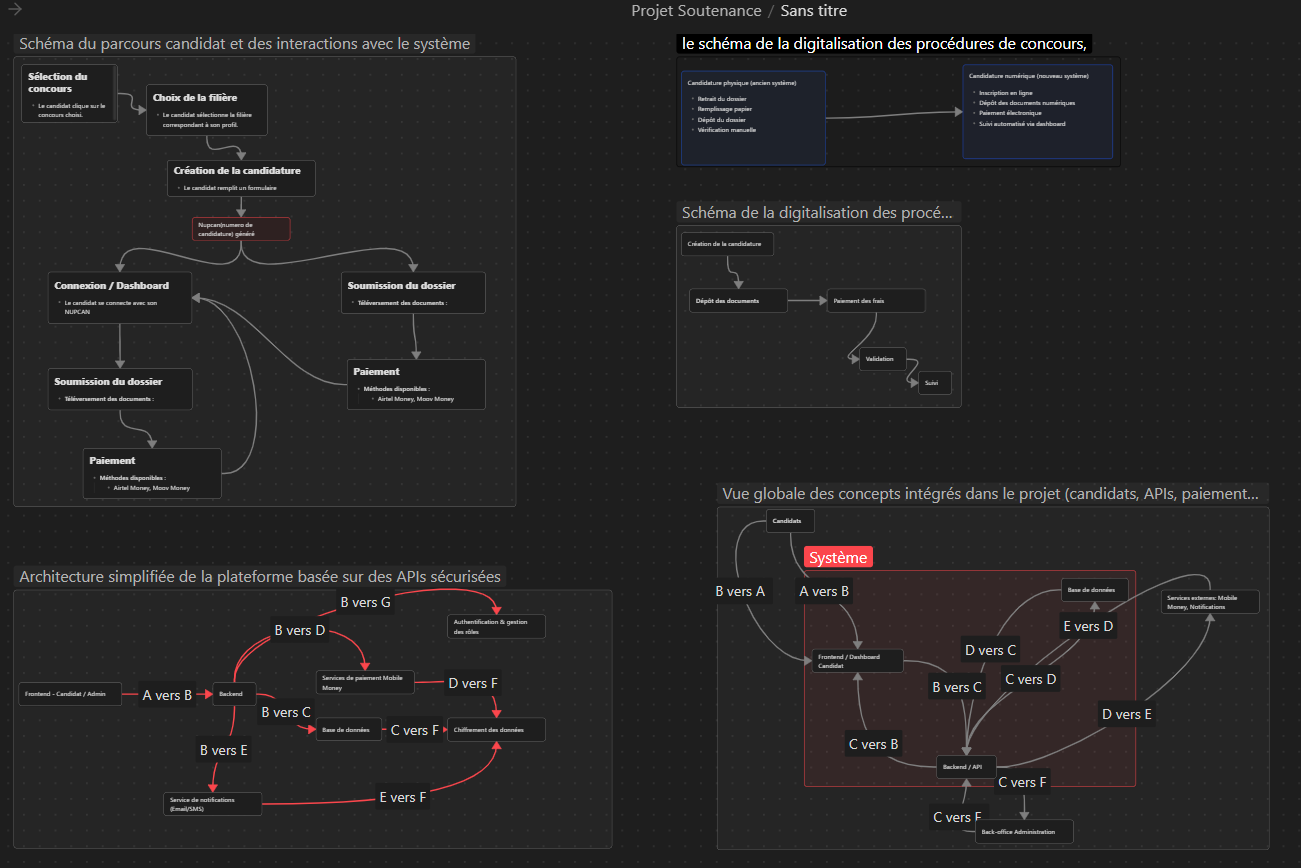 Projet Soutenance / Sans titre
Schéma du parcours candidat et des interactions avec le système
Sélection du
concours
Le candidat clique sur le
concours choisi.
Choix de la filière
Le candidat sélectionne la filière
correspondant à son profil.
Création de la candidature
Le candidat remplit un formulaire
Nupcan(numero de
candidature) généré
Connexion / Dashboard
Le candidat se connecte avec son
NUPCAN
Soumission du dossier
Téléversement des documents :
Soumission du dossier
Téléversement des documents :
Paiement
Méthodes disponibles :
Airtel Money, Moov Money
Paiement
Méthodes disponibles :
Airtel Money, Moov Money
le schéma de la digitalisation des procédures de concours,
Candidature physique (ancien système)
Retrait du dossier
Remplissage papier
Dépôt du dossier
Vérification manuelle
Candidature numérique (nouveau système)
Inscription en ligne
Dépôt des documents numériques
Paiement électronique
Suivi automatisé via dashboard
Schéma de la digitalisation des procé...
Création de la candidature
Dépôt des documents
Paiement des frais
Validation
Suivi
Architecture simplifiée de la plateforme basée sur des APIs sécurisées
B vers G
Authentification & gestion
des rôles
B vers D
Services de paiement Mobile
Money
Frontend - Candidat / Admin
A vers B
Backend
D vers F
B vers C
Base de données
C vers F
Chiffrement des données
B vers E
Service de notifications
(Email/SMS)
E vers F
Vue globale des concepts intégrés dans le projet (candidats, APIs, paiement...
Candidats
Système
B vers A
A vers B
Base de données
Services externes: Mobile
Money, Notifications
E vers D
D vers C
Frontend / Dashboard
Candidat
C vers D
B vers C
D vers E
C vers B
Backend / API
C vers F
C vers F
Back-office Administration